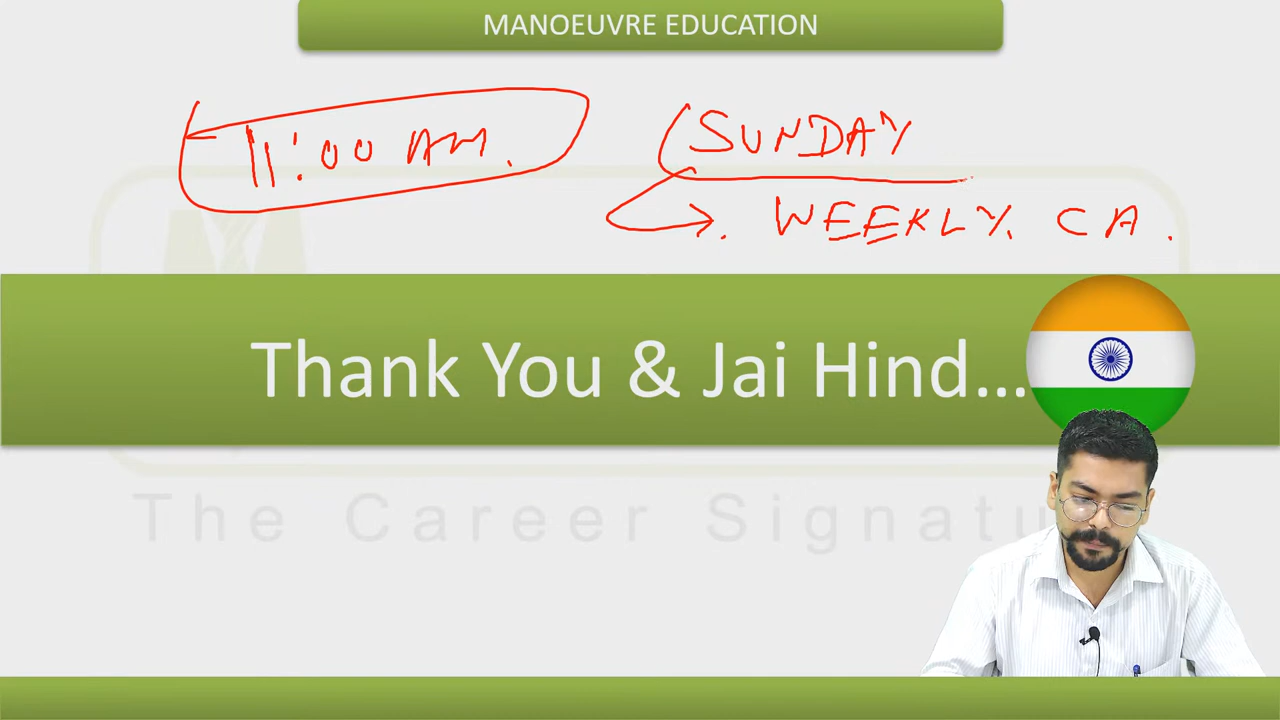 MANOEUVRE EDUCATION
11:00 AM.
SUNDAY
WEEKLY. CA.
Thank You & Jai Hind...
The Career Signatu